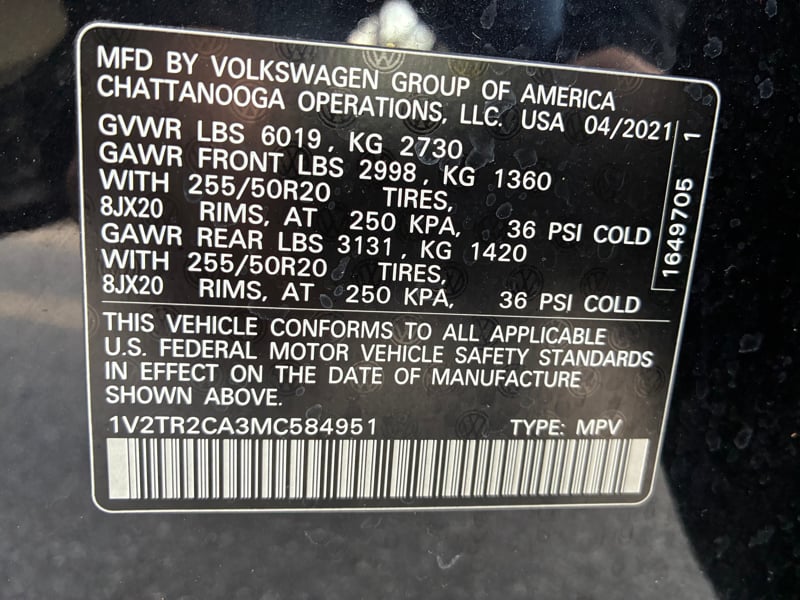 MFD BY VOLKSWAGEN GROUP OF AMERICA
CHATTANOOGA OPERATIONS, LLC. USA 04/2021
GVWR LBS 6019, KG 2730
GAWR FRONT LBS 2998, KG 1360
WITH 255/50R20 TIRES,
8JX20 RIMS, AT 250 KPA, 36 PSI COLD
GAWR REAR LBS 3131, KG 1420
WITH 255/50R20 TIRES,
8JX20 RIMS, AT 250 KPA, 36 PSI COLD
1649705 1
THIS VEHICLE CONFORMS TO ALL APPLICABLE
U.S. FEDERAL MOTOR VEHICLE SAFETY STANDARDS
IN EFFECT ON THE DATE OF MANUFACTURE
SHOWN ABOVE.
1V2TR2CA3MC584951 TYPE: MPV